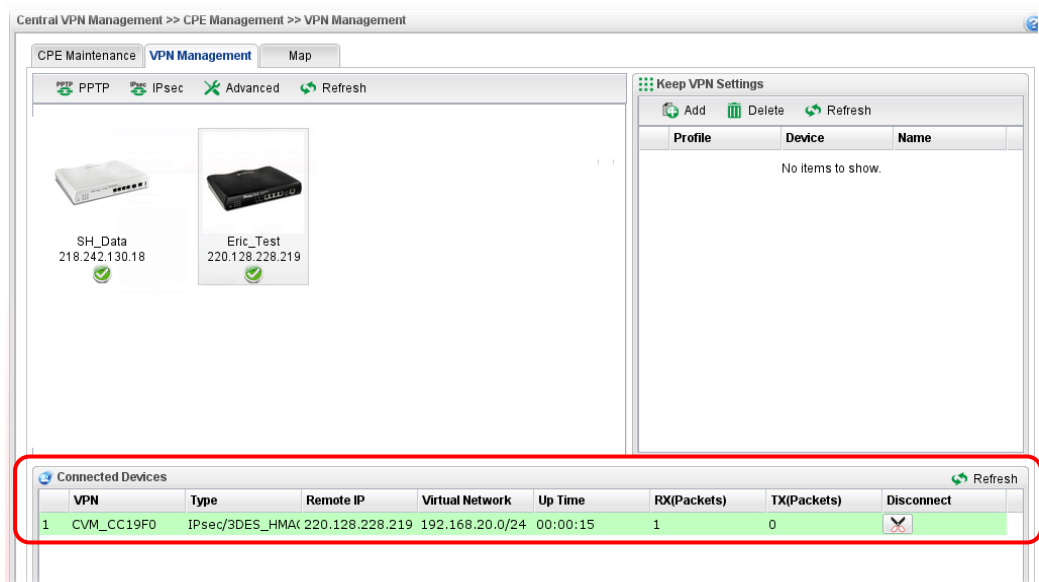 Central VPN Management >> CPE Management >> VPN Management
CPE Maintenance VPN Management Map
PPTP IPsec Advanced Refresh
SH_Data
218.242.130.18
Eric_Test
220.128.228.219
Keep VPN Settings
Add Delete Refresh
Profile Device Name
No items to show.
Connected Devices Refresh
VPN Type Remote IP Virtual Network Up Time RX(Packets) TX(Packets) Disconnect
1 CVM_CC19F0 IPsec/3DES_HMA( 220.128.228.219 192.168.20.0/24 00:00:15 1 0